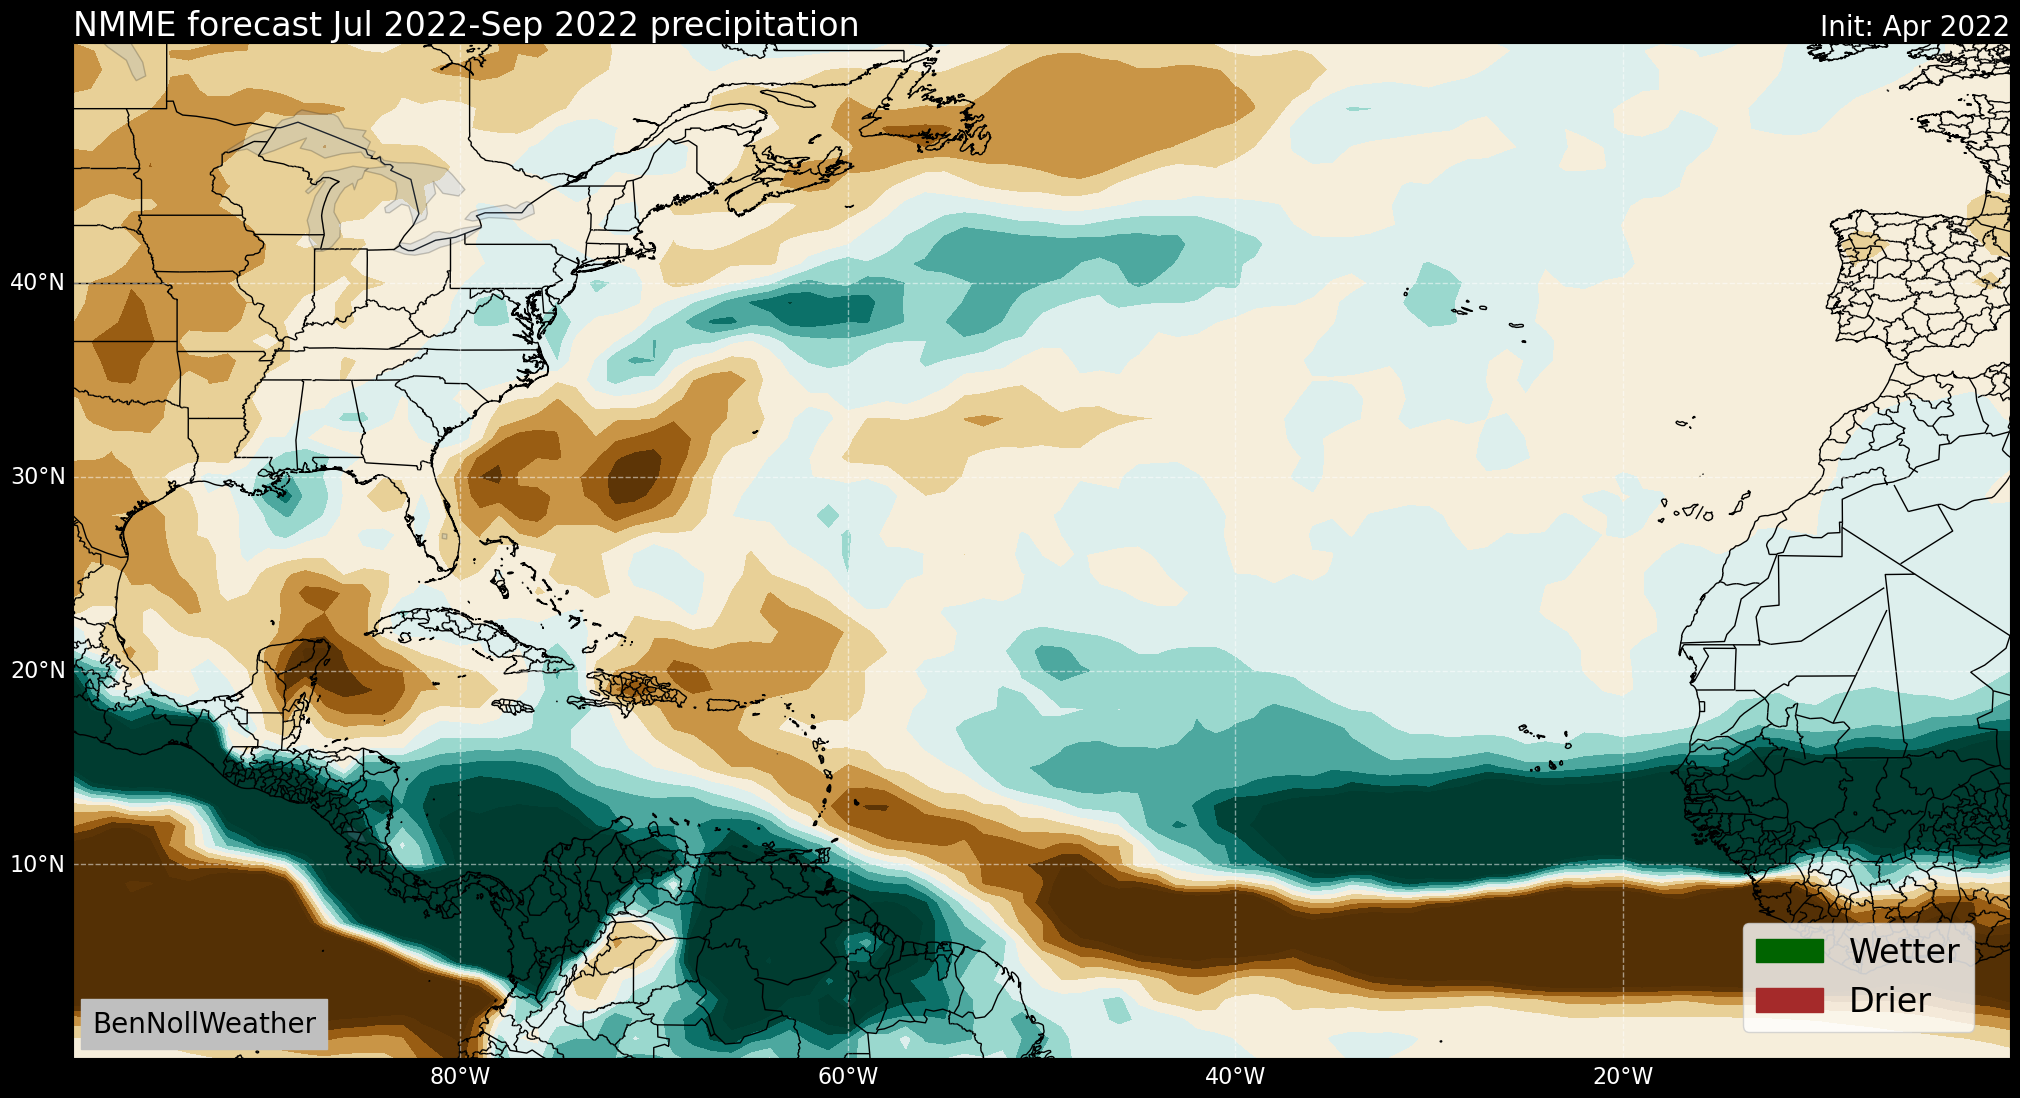 NMME forecast Jul 2022-Sep 2022 precipitation
Init: Apr 2022
40°N
30°N
20°N
10°N
Wetter
Drier
BenNollWeather
80°W
60°W
40°W
20°W